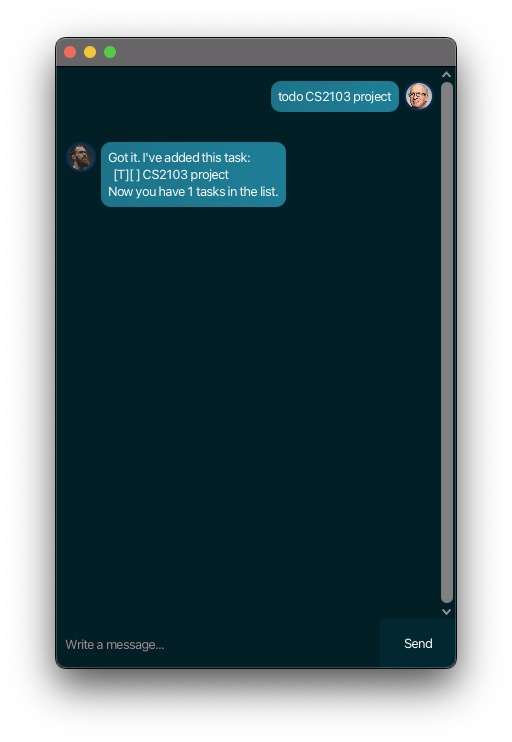 todo CS2103 project
Got it. I've added this task:
[T][ ] CS2103 project
Now you have 1 tasks in the list.
Write a message...
Send